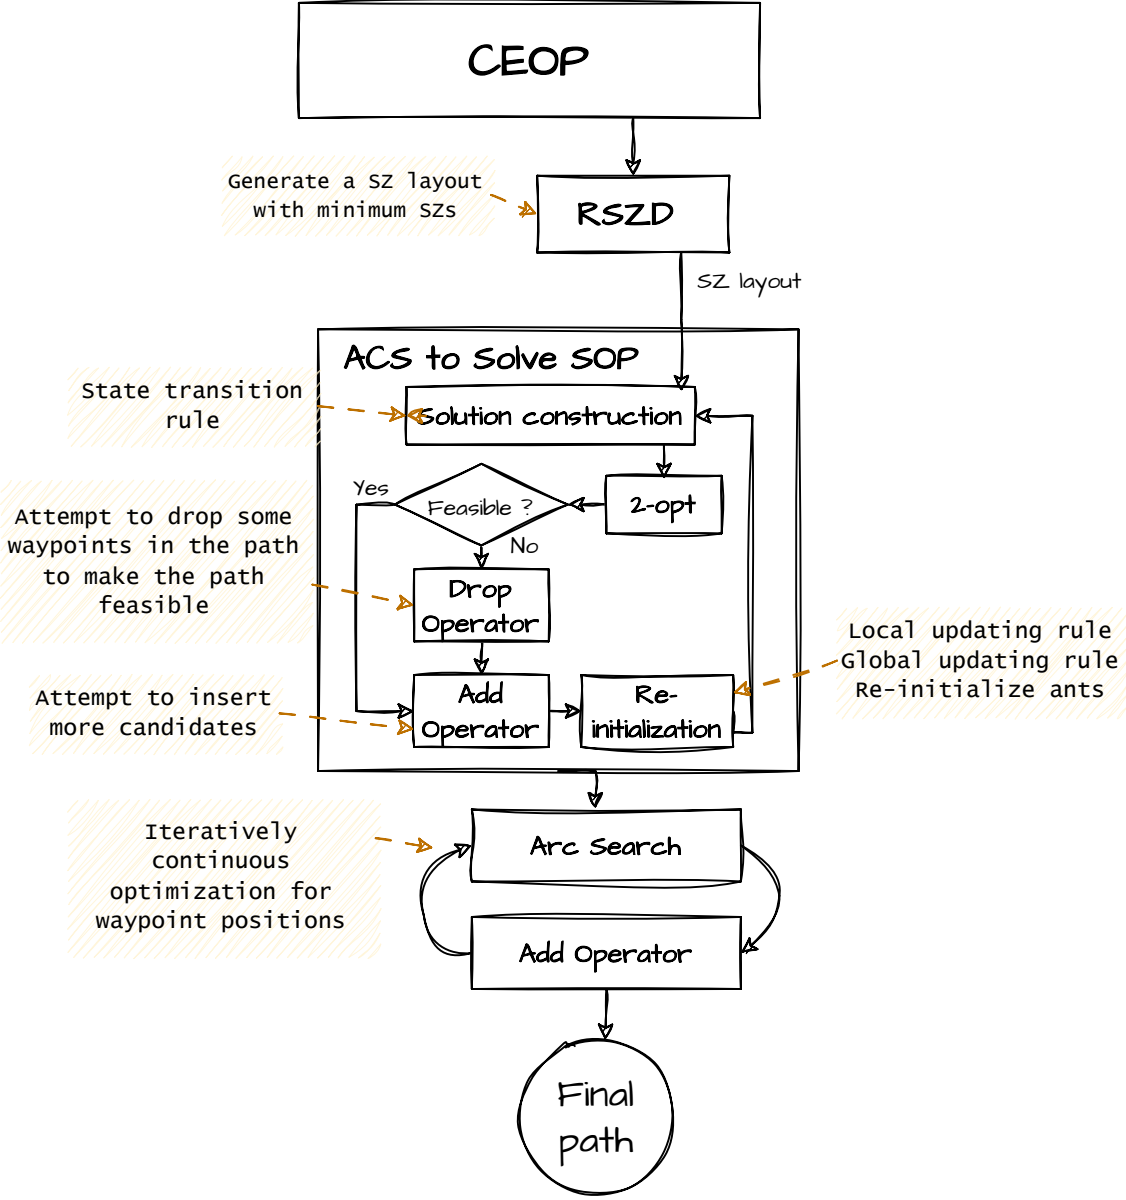 CEOP
Generate a SZ layout
with minimum SZs
RSZD
SZ layout
ACS to Solve SOP
State transition
rule
Solution construction
Yes
Feasible ?
2-opt
No
Attempt to drop some
waypoints in the path
to make the path
feasible
Drop
Operator
Local updating rule
Global updating rule
Re-initialize ants
Attempt to insert
more candidates
Add
Operator
Re-
initialization
Iteratively
continuous
optimization for
waypoint positions
Arc Search
Add Operator
Final
path